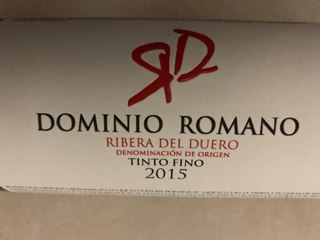 RD
DOMINIO ROMANO
RIBERA DEL DUERO
DENOMINACIÓN DE ORIGEN
TINTO FINO
2015